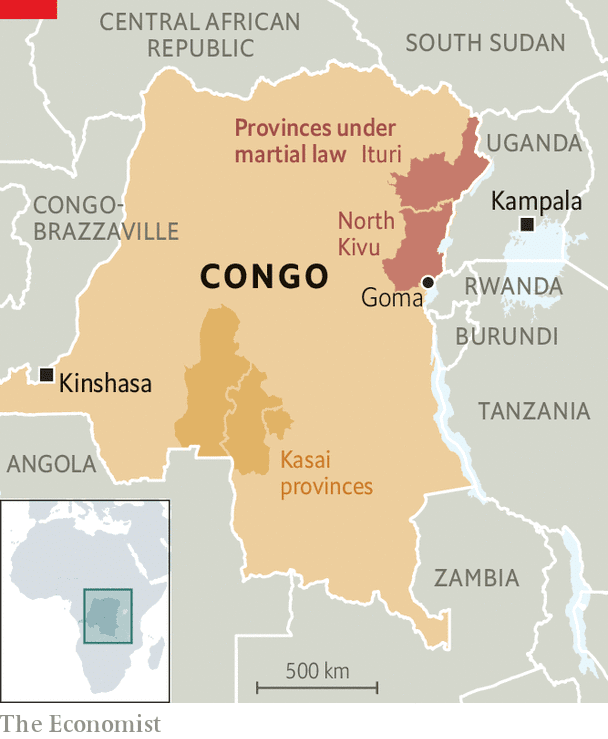 CENTRAL AFRICAN
REPUBLIC
SOUTH SUDAN
Provinces under
martial law Ituri
UGANDA
Kampala
CONGO-
BRAZZAVILLE
North
Kivu
CONGO
Goma
RWANDA
BURUNDI
Kinshasa
TANZANIA
ANGOLA
Kasai
provinces
ZAMBIA
500 km
The Economist